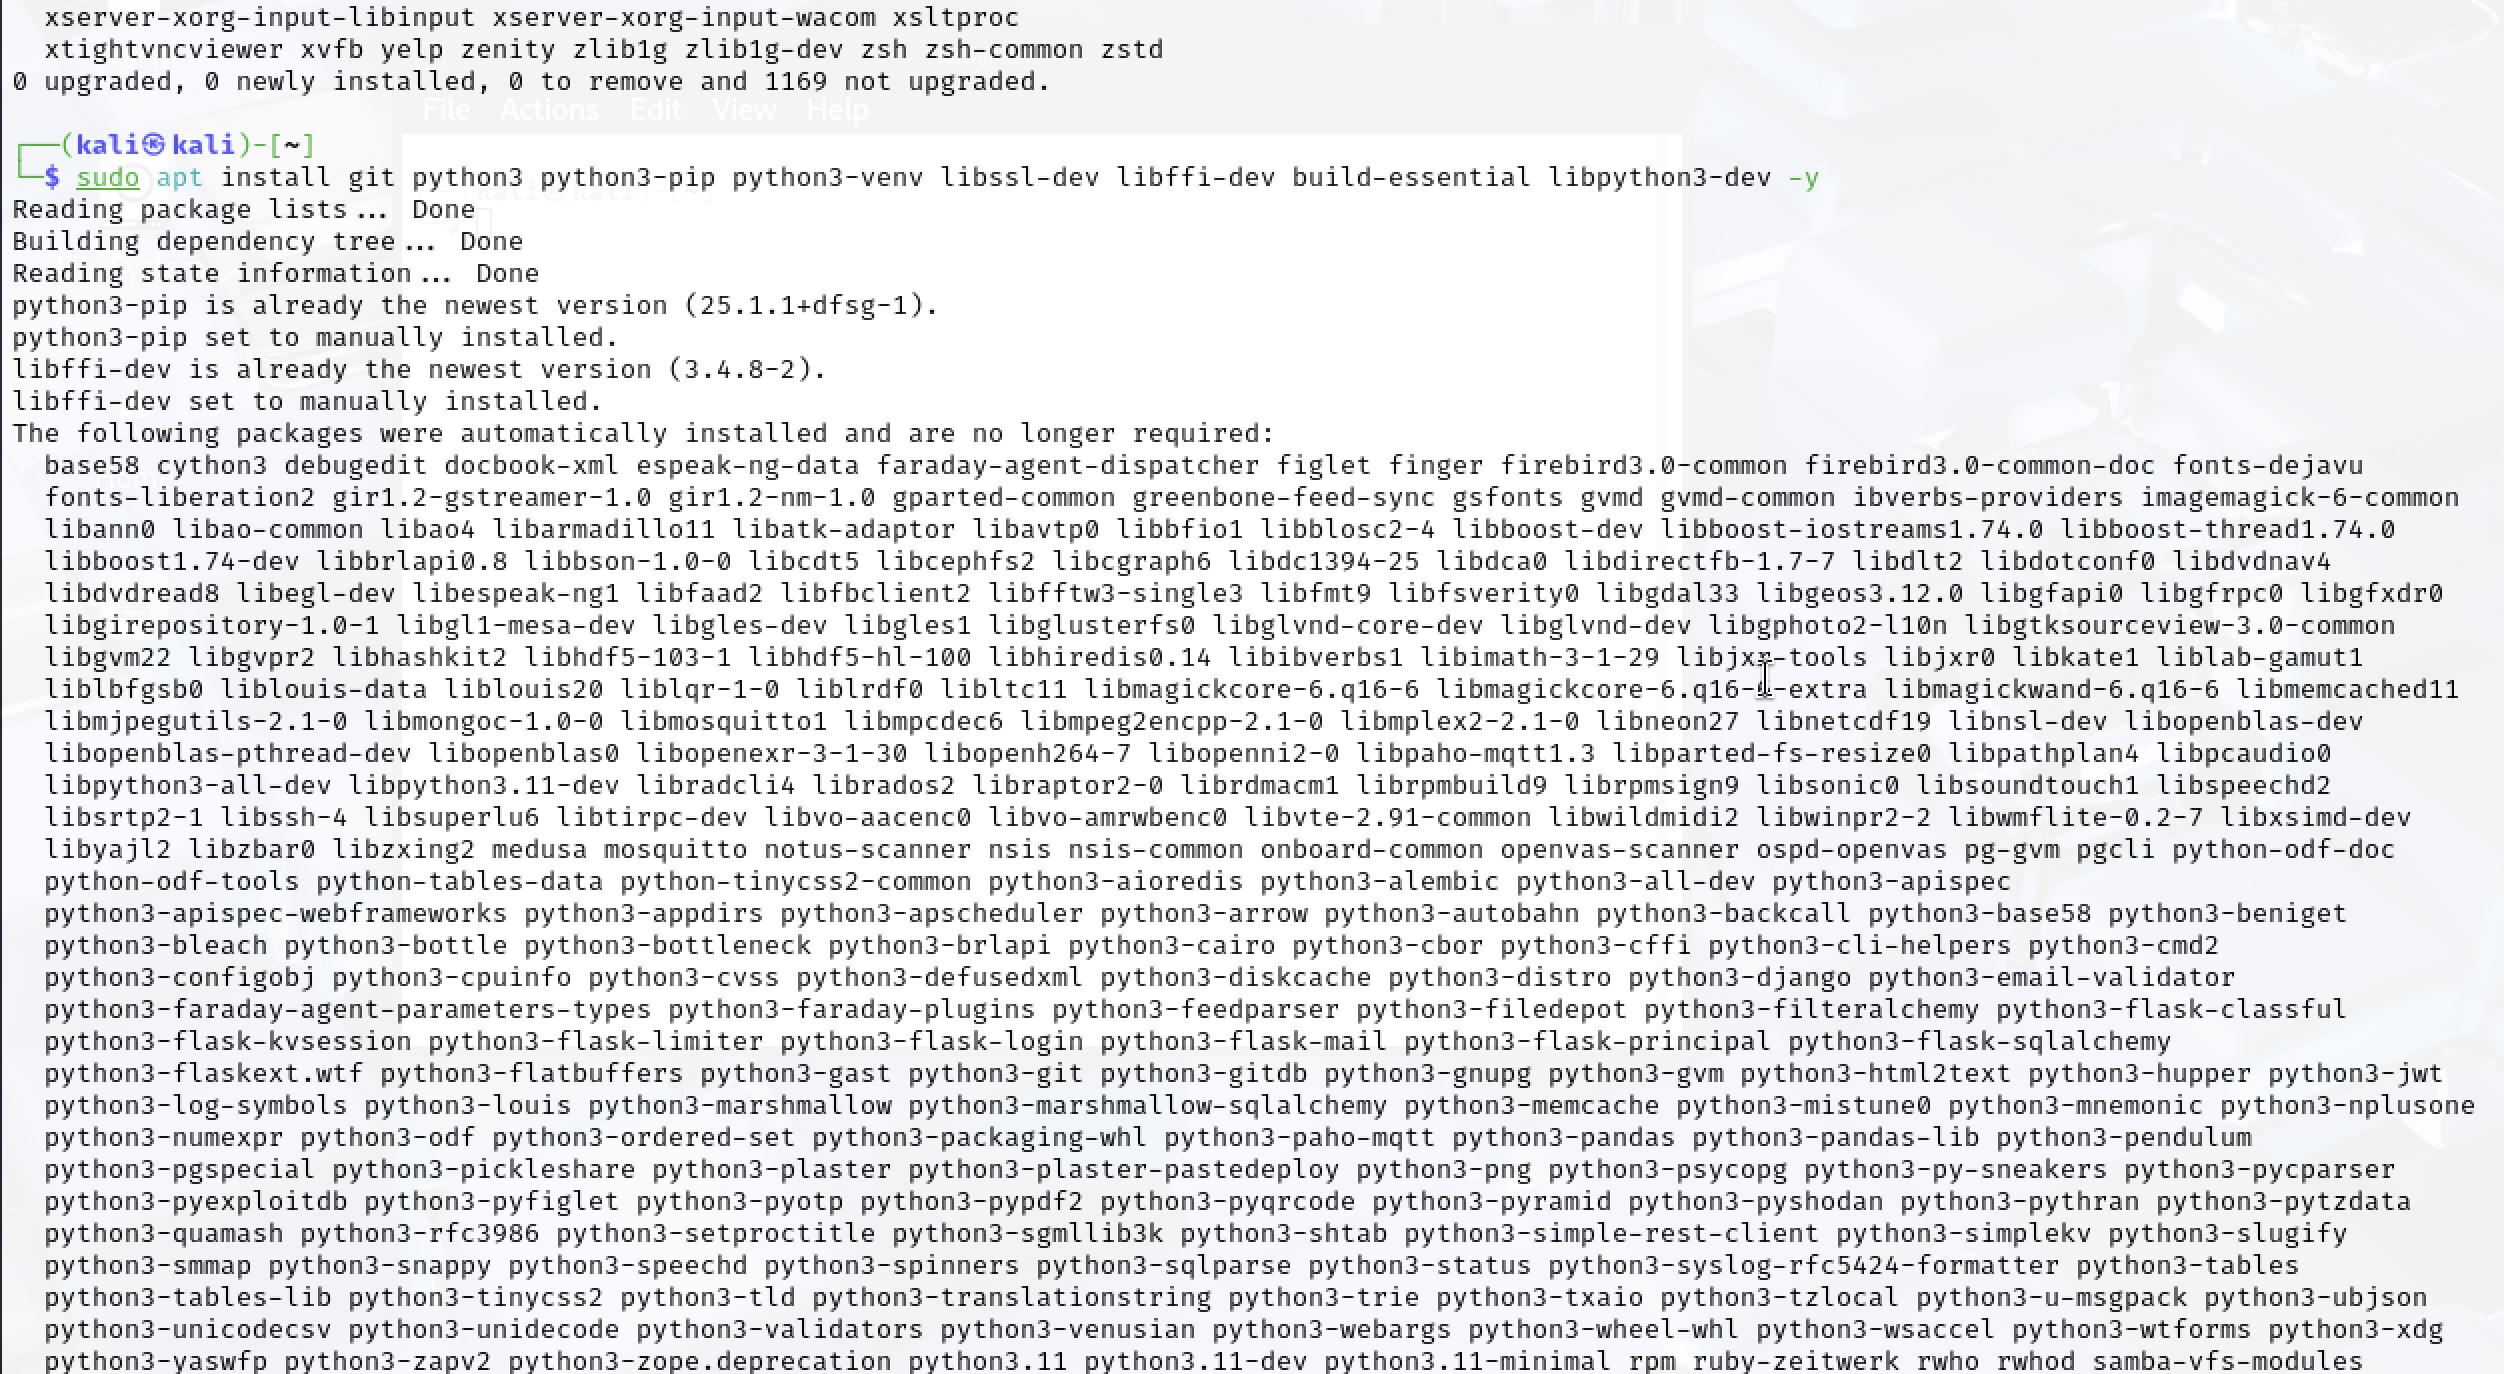 xserver-xorg-input-libinput xserver-xorg-input-wacom xsltproc
xtightvncviewer xvfb yelp zenity zlib1g zlib1g-dev zsh zsh-common zstd
0 upgraded, 0 newly installed, 0 to remove and 1169 not upgraded.
File Actions Edit View Help
┌──(kali㉿kali)-[~]
└─$ sudo apt install git python3 python3-pip python3-venv libssl-dev libffi-dev build-essential libpython3-dev -y
Reading package lists... Done
Building dependency tree... Done
Reading state information... Done
python3-pip is already the newest version (25.1.1+dfsg-1).
python3-pip set to manually installed.
libffi-dev is already the newest version (3.4.8-2).
libffi-dev set to manually installed.
The following packages were automatically installed and are no longer required:
base58 cython3 debugedit docbook-xml espeak-ng-data faraday-agent-dispatcher figlet finger firebird3.0-common firebird3.0-common-doc fonts-dejavu
fonts-liberation2 gir1.2-gstreamer-1.0 gir1.2-nm-1.0 gparted-common greenbone-feed-sync gsfonts gvmd gvmd-common ibverbs-providers imagemagick-6-common
libann0 libao-common libao4 libarmadillo11 libatk-adaptor libavtp0 libbfio1 libblosc2-4 libboost-dev libboost-iostreams1.74.0 libboost-thread1.74.0
libboost1.74-dev libbrlapi0.8 libbson-1.0-0 libcdt5 libcephfs2 libcgraph6 libdc1394-25 libdca0 libdirectfb-1.7-7 libdlt2 libdotconf0 libdvdnav4
libdvdread8 libegl-dev libespeak-ng1 libfaad2 libfbclient2 libfftw3-single3 libfmt9 libfsverity0 libgdal33 libgeos3.12.0 libgfapi0 libgfrpc0 libgfxdr0
libgirepository-1.0-1 libgl1-mesa-dev libgles-dev libgles1 libglusterfs0 libglvnd-core-dev libglvnd-dev libgphoto2-l10n libgtksourceview-3.0-common
libgvm22 libgvpr2 libhashkit2 libhdf5-103-1 libhdf5-hl-100 libhiredis0.14 libibverbs1 libimath-3-1-29 libjxr-tools libjxr0 libkate1 liblab-gamut1
liblbfgsb0 liblouis-data liblouis20 liblqr-1-0 liblrdf0 libltc11 libmagickcore-6.q16-6 libmagickcore-6.q16-6-extra libmagickwand-6.q16-6 libmemcached11
libmjpegutils-2.1-0 libmongoc-1.0-0 libmosquitto1 libmpcdec6 libmpeg2encpp-2.1-0 libmplex2-2.1-0 libneon27 libnetcdf19 libnsl-dev libopenblas-dev
libopenblas-pthread-dev libopenblas0 libopenexr-3-1-30 libopenh264-7 libopenni2-0 libpaho-mqtt1.3 libparted-fs-resize0 libpathplan4 libpcaudio0
libpython3-all-dev libpython3.11-dev libradcli4 librados2 libraptor2-0 librdmacm1 librpmbuild9 librpmsign9 libsonic0 libsoundtouch1 libspeechd2
libsrtp2-1 libssh-4 libsuperlu6 libtirpc-dev libvo-aacenc0 libvo-amrwbenc0 libvte-2.91-common libwildmidi2 libwinpr2-2 libwmflite-0.2-7 libxsimd-dev
libyajl2 libzbar0 libzxing2 medusa mosquitto notus-scanner nsis nsis-common onboard-common openvas-scanner ospd-openvas pg-gvm pgcli python-odf-doc
python-odf-tools python-tables-data python-tinycss2-common python3-aioredis python3-alembic python3-all-dev python3-apispec
python3-apispec-webframeworks python3-appdirs python3-apscheduler python3-arrow python3-autobahn python3-backcall python3-base58 python3-beniget
python3-bleach python3-bottle python3-bottleneck python3-brlapi python3-cairo python3-cbor python3-cffi python3-cli-helpers python3-cmd2
python3-configobj python3-cpuinfo python3-cvss python3-defusedxml python3-diskcache python3-distro python3-django python3-email-validator
python3-faraday-agent-parameters-types python3-faraday-plugins python3-feedparser python3-filedepot python3-filteralchemy python3-flask-classful
python3-flask-kvsession python3-flask-limiter python3-flask-login python3-flask-mail python3-flask-principal python3-flask-sqlalchemy
python3-flaskext.wtf python3-flatbuffers python3-gast python3-git python3-gitdb python3-gnupg python3-gvm python3-html2text python3-hupper python3-jwt
python3-log-symbols python3-louis python3-marshmallow python3-marshmallow-sqlalchemy python3-memcache python3-mistune0 python3-mnemonic python3-nplusone
python3-numexpr python3-odf python3-ordered-set python3-packaging-whl python3-paho-mqtt python3-pandas python3-pandas-lib python3-pendulum
python3-pgspecial python3-pickleshare python3-plaster python3-plaster-pastedeploy python3-png python3-psycopg python3-py-sneakers python3-pycparser
python3-pyexploitdb python3-pyfiglet python3-pyotp python3-pypdf2 python3-pyqrcode python3-pyramid python3-pyshodan python3-pythran python3-pytzdata
python3-quamash python3-rfc3986 python3-setproctitle python3-sgmllib3k python3-shtab python3-simple-rest-client python3-simplekv python3-slugify
python3-smmap python3-snappy python3-speechd python3-spinners python3-sqlparse python3-status python3-syslog-rfc5424-formatter python3-tables
python3-tables-lib python3-tinycss2 python3-tld python3-translationstring python3-trie python3-txaio python3-tzlocal python3-u-msgpack python3-ubjson
python3-unicodecsv python3-unidecode python3-validators python3-venusian python3-webargs python3-wheel-whl python3-wsaccel python3-wtforms python3-xdg
python3-yaswfp python3-zapv2 python3-zope.deprecation python3.11 python3.11-dev python3.11-minimal rpm ruby-zeitwerk rwho rwhod samba-vfs-modules